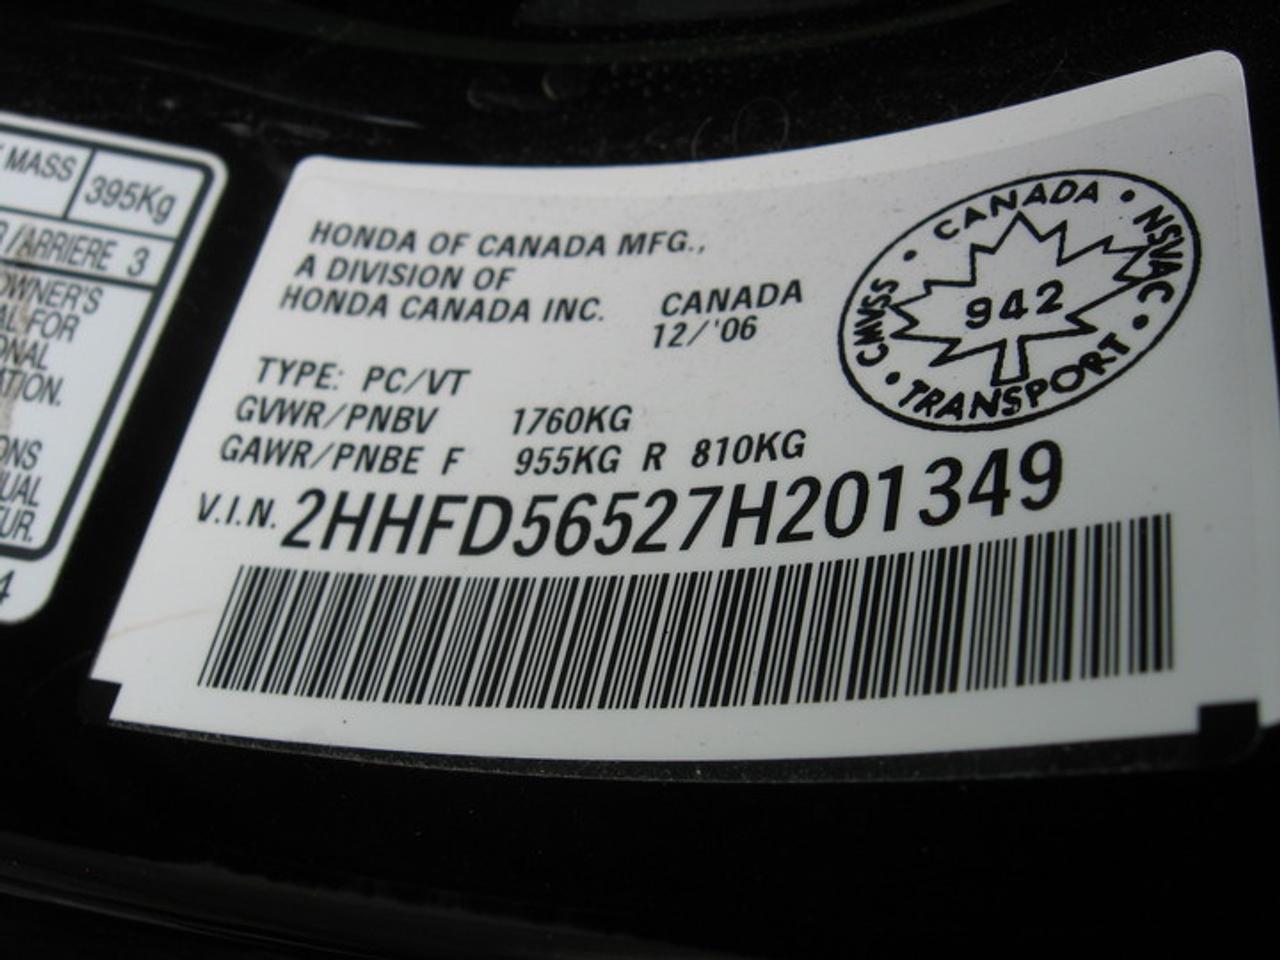 MASS
395Kg
/ARRIERE 3
OWNER'S
FOR
ATION.
ONS
UAL
UR.
4
HONDA OF CANADA MFG.,
A DIVISION OF
HONDA CANADA INC. CANADA
12/'06
TYPE: PC/VT
GVWR/PNBV 1760KG
GAWR/PNBE F 955KG R 810KG
V.I.N. 2HHFD56527H201349
CANADA • NSVAC • TRANSPORT • CMVSS •
942